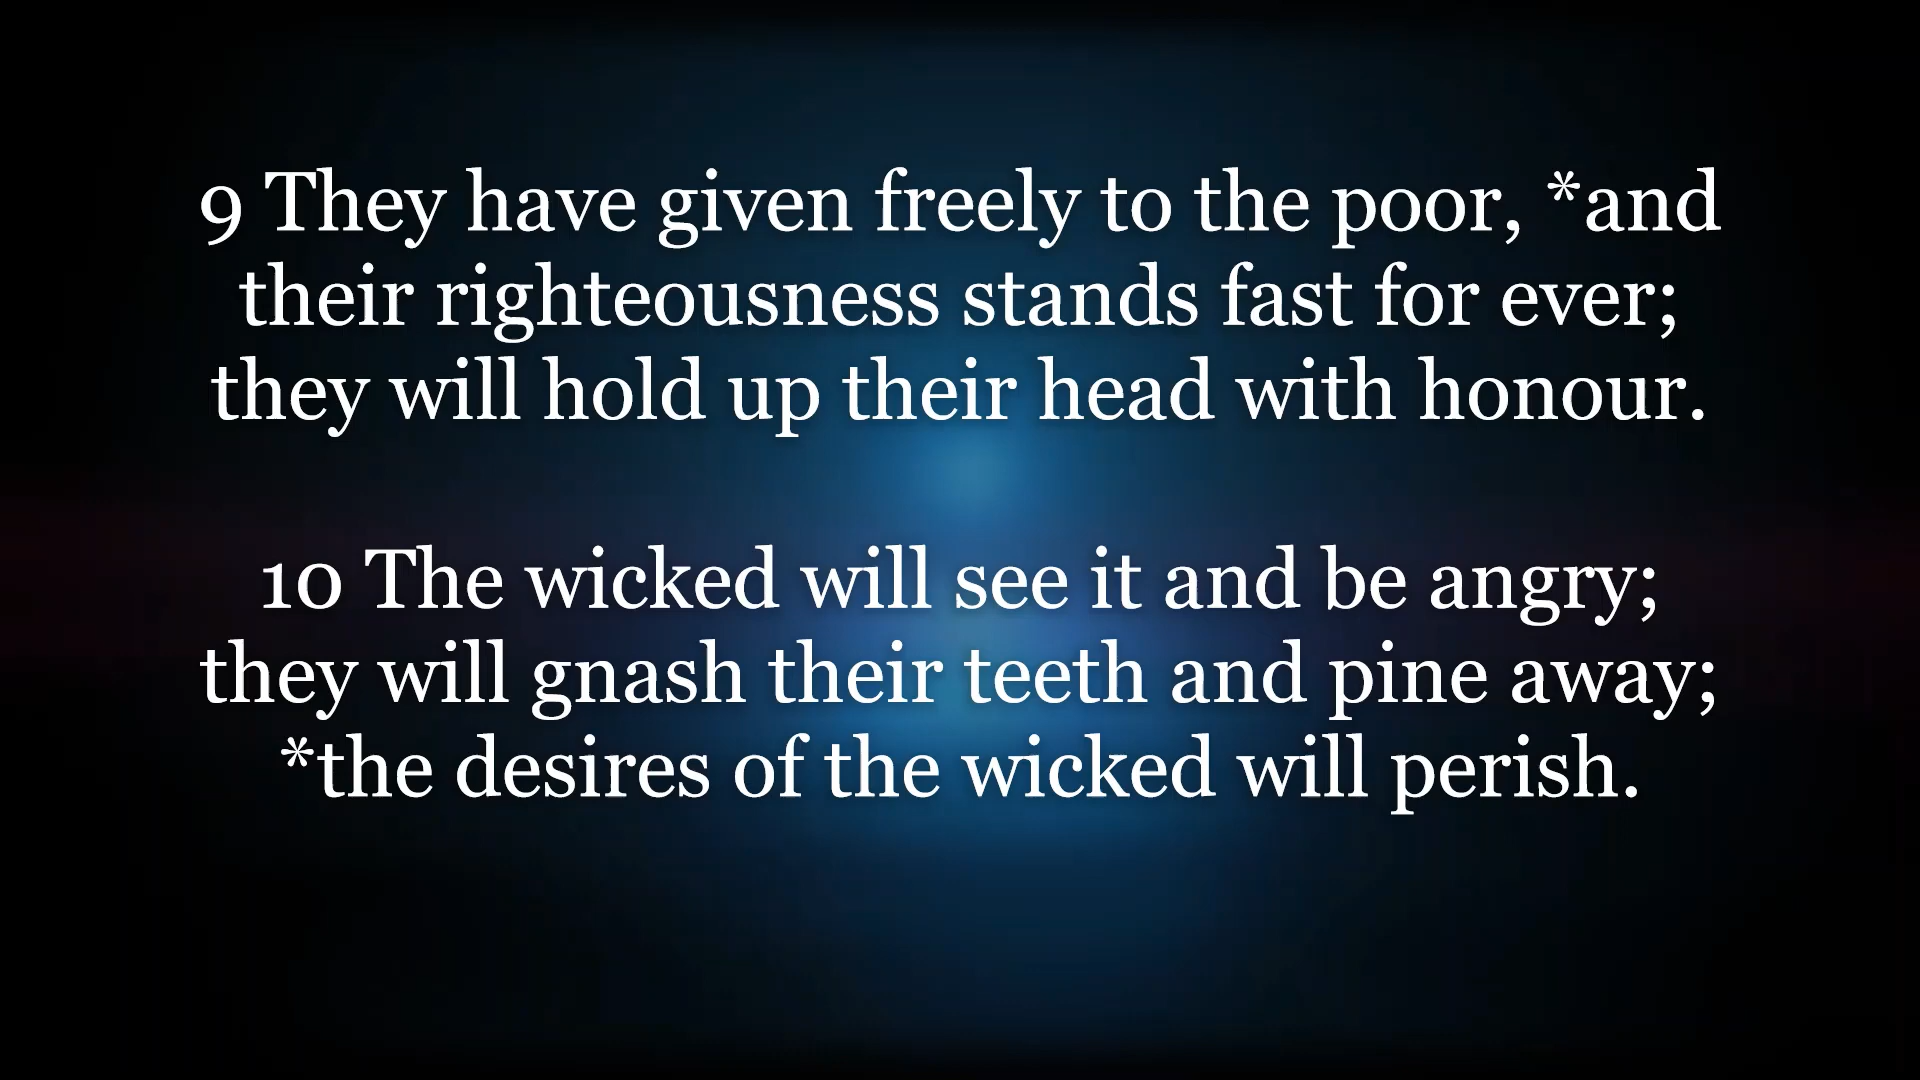 9 They have given freely to the poor, *and
their righteousness stands fast for ever;
they will hold up their head with honour.
10 The wicked will see it and be angry;
they will gnash their teeth and pine away;
*the desires of the wicked will perish.